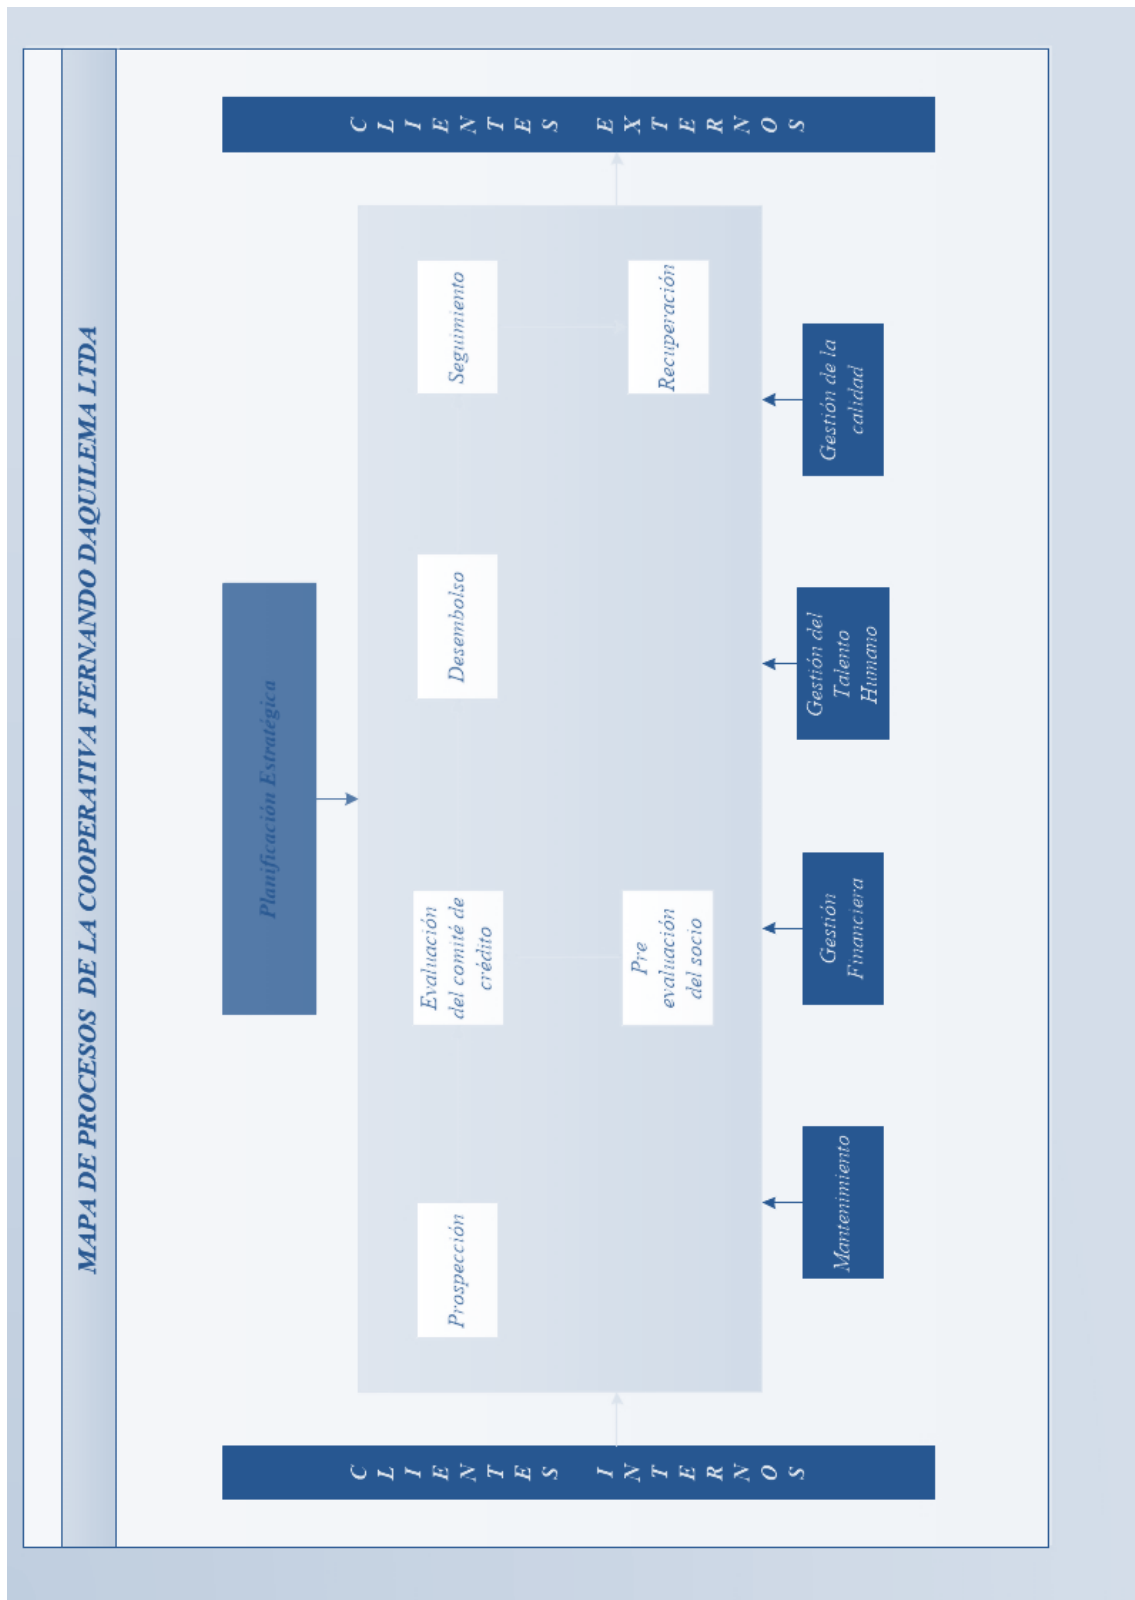 MAPA DE PROCESOS DE LA COOPERATIVA FERNANDO DAQUILEMA LTDA
Planificación Estratégica
CLIENTES INTERNOS
Prospección
Evaluación
del comité de
crédito
Desembolso
Seguimiento
Pre
evaluación
del socio
Recuperación
CLIENTES EXTERNOS
Mantenimiento
Gestión
Financiera
Gestión del
Talento
Humano
Gestión de la
calidad